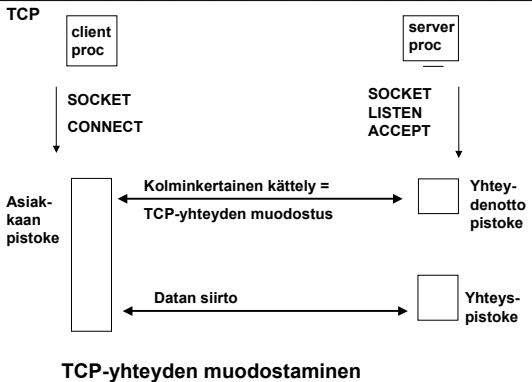 TCP
client
proc
server
proc
SOCKET
CONNECT
SOCKET
LISTEN
ACCEPT
Asiak-
kaan
pistoke
Kolminkertainen kättely =
TCP-yhteyden muodostus
Yhtey-
denotto
pistoke
Datan siirto
Yhteys-
pistoke
TCP-yhteyden muodostaminen